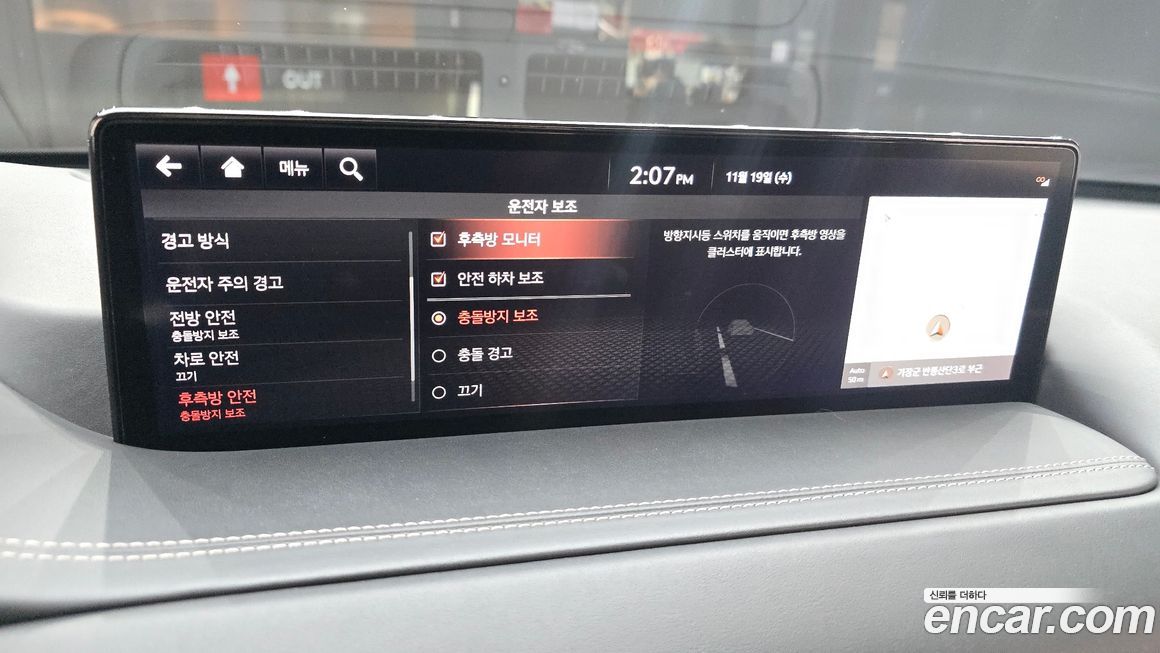 OUT
메뉴
2:07PM
11월 19일 (수)
운전자 보조
경고 방식
운전자 주의 경고
전방 안전
충돌방지 보조
차로 안전
끄기
후측방 안전
충돌방지 보조
후측방 모니터
안전 하차 보조
충돌방지 보조
충돌 경고
끄기
방향지시등 스위치를 움직이면 후측방 영상을
클러스터에 표시합니다.
Auto
50 m
기장군 반룡산단3로 부근
신뢰를 더하다
encar.com